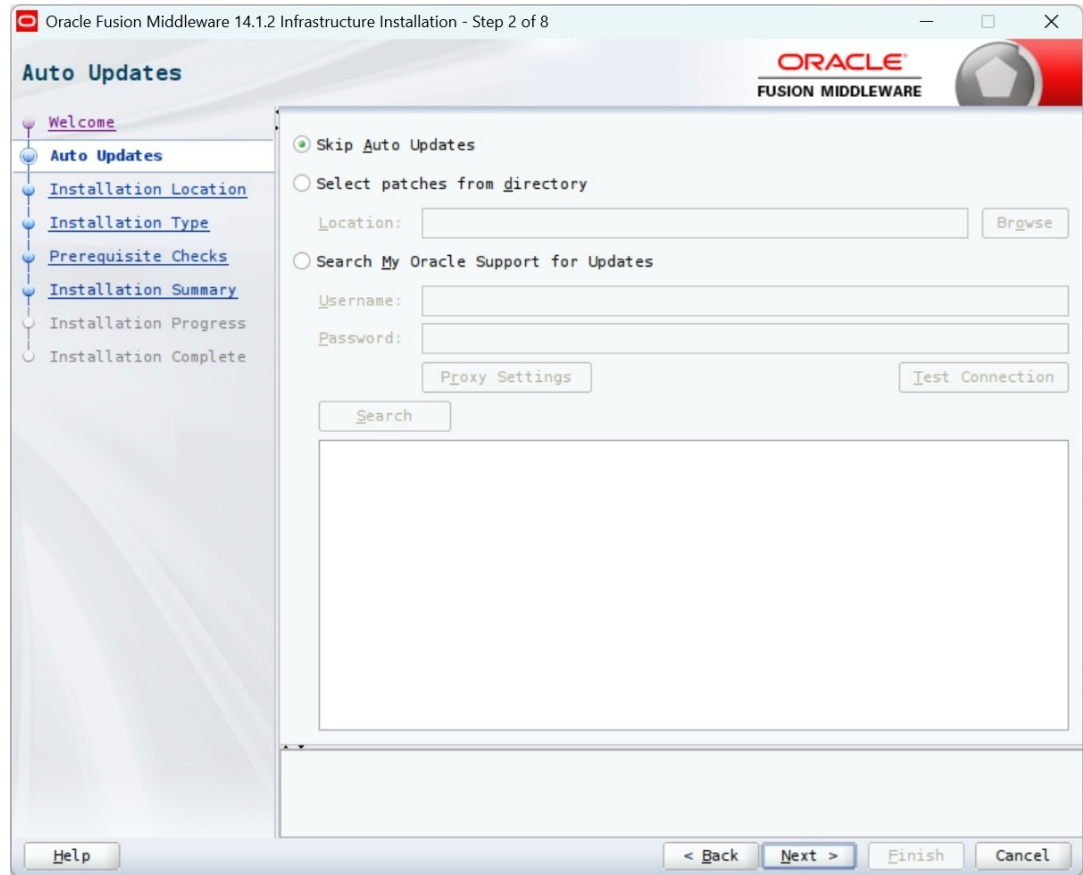 Oracle Fusion Middleware 14.1.2 Infrastructure Installation - Step 2 of 8
Auto Updates
ORACLE
FUSION MIDDLEWARE
Welcome
Auto Updates
Installation Location
Installation Type
Prerequisite Checks
Installation Summary
Installation Progress
Installation Complete
Skip Auto Updates
Select patches from directory
Location:
Browse
Search My Oracle Support for Updates
Username:
Password:
Proxy Settings
Test Connection
Search
Help
< Back
Next >
Finish
Cancel